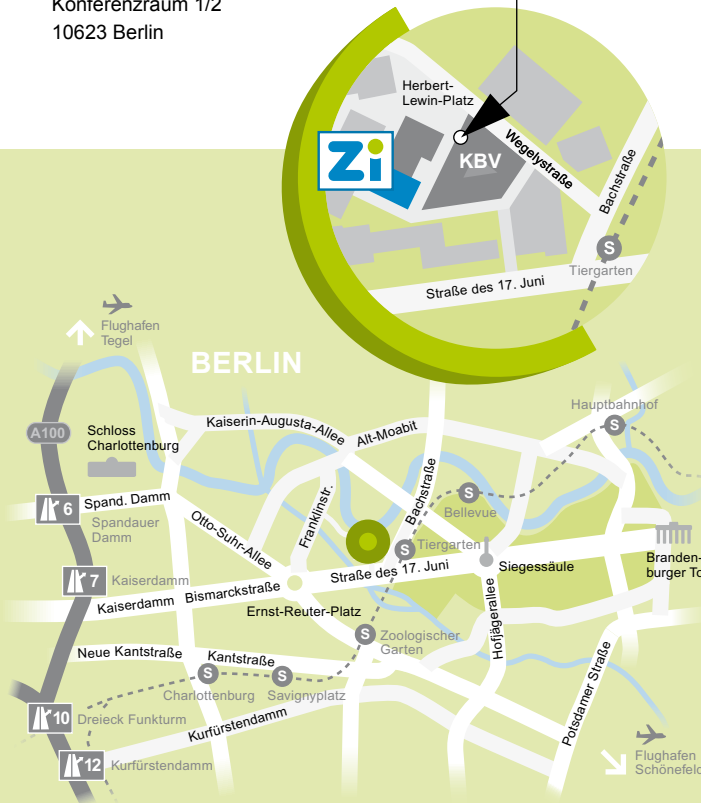 Konferenzraum 1/2
10623 Berlin
Herbert-
Lewin-Platz
Zi
KBV
Wegelystraße
Bachstraße
S
Tiergarten
Straße des 17. Juni
Flughafen
Tegel
BERLIN
Hauptbahnhof
S
A100
Schloss
Charlottenburg
Kaiserin-Augusta-Allee
Alt-Moabit
6
Spand. Damm
Spandauer
Damm
Otto-Suhr-Allee
Franklinstr.
Bachstraße
S
Bellevue
S
Tiergarten
Siegessäule
Branden-
burger To
7
Kaiserdamm
Kaiserdamm
Bismarckstraße
Straße des 17. Juni
Ernst-Reuter-Platz
Hofjägerallee
S
Zoologischer
Garten
Neue Kantstraße
Kantstraße
S
Charlottenburg
S
Savignyplatz
Potsdamer Straße
10
Dreieck Funkturm
Kurfürstendamm
12
Kurfürstendamm
Flughafen
Schönefeld